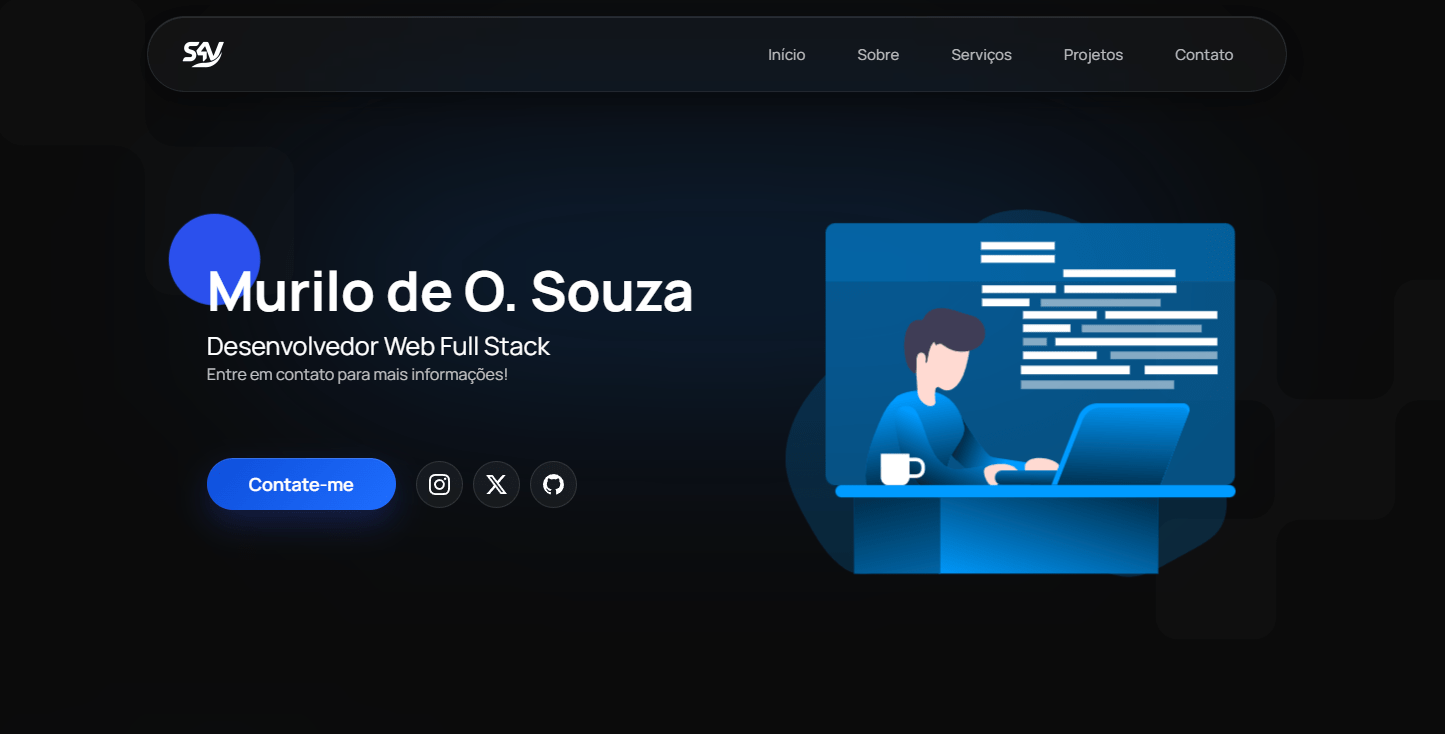 S4V
Início
Sobre
Serviços
Projetos
Contato
Murilo de O. Souza
Desenvolvedor Web Full Stack
Entre em contato para mais informações!
Contate-me